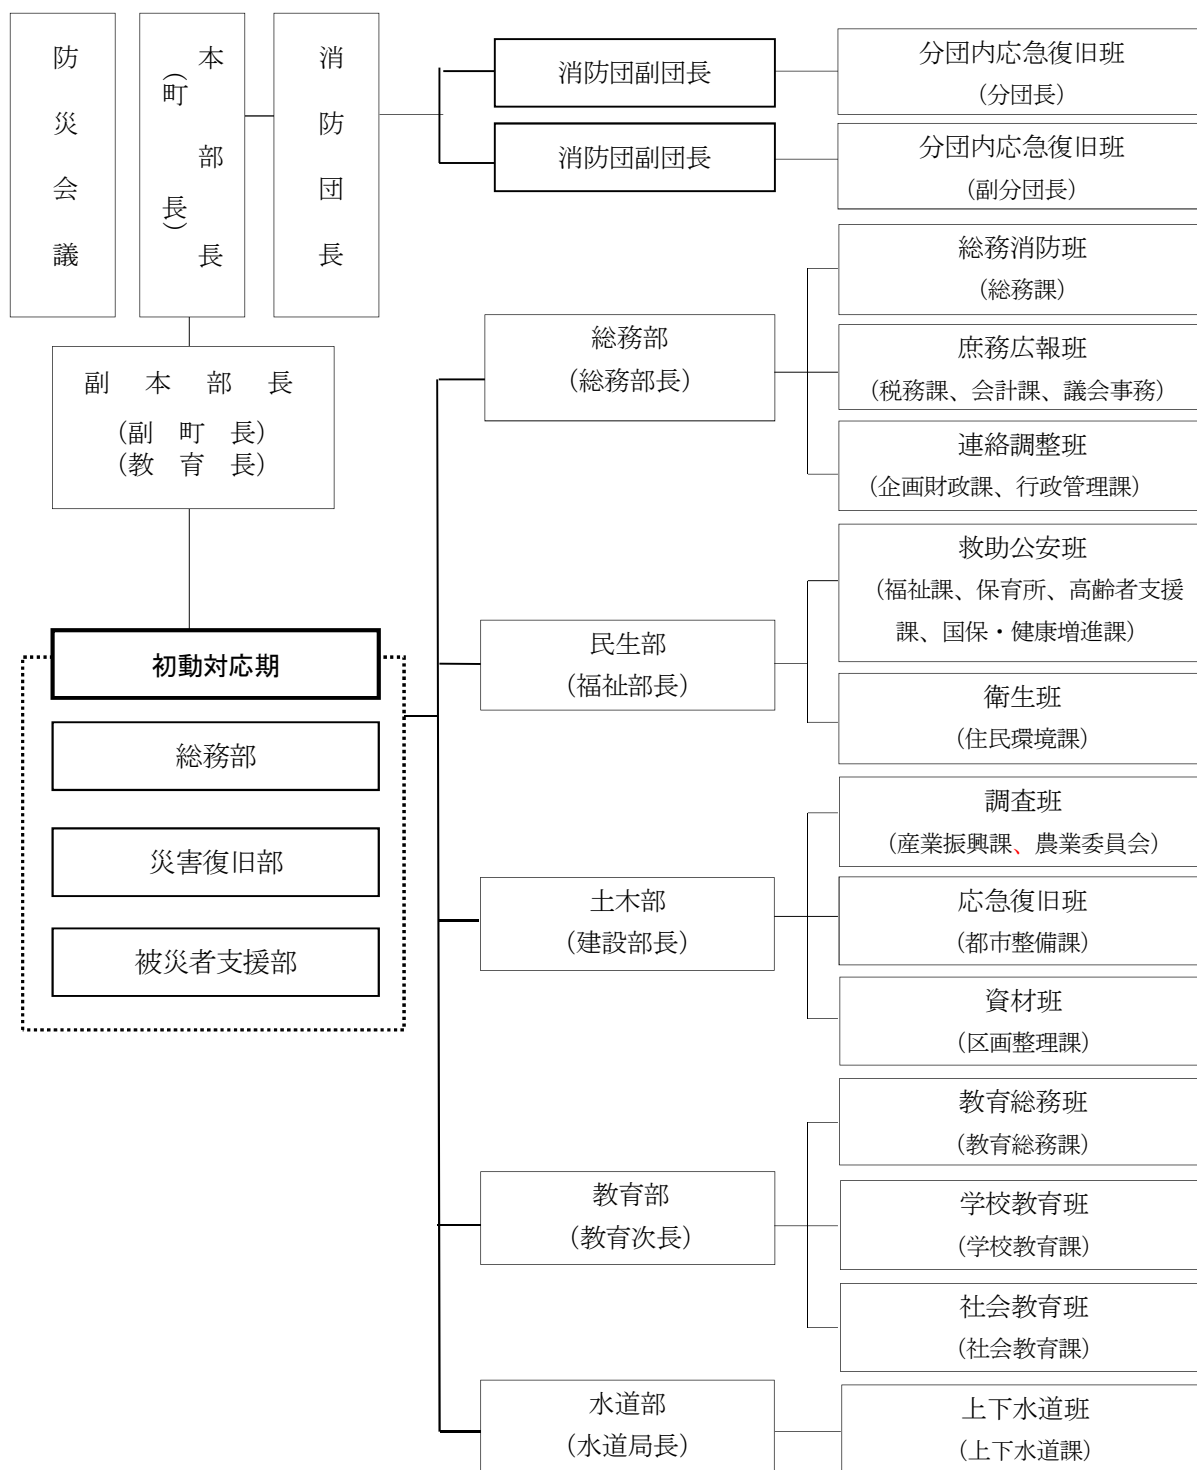 防災会議
本部長
（町長）
消防団長
消防団副団長
分団内応急復旧班
（分団長）
消防団副団長
分団内応急復旧班
（副分団長）
副本部長
（副町長）
（教育長）
初動対応期
総務部
災害復旧部
被災者支援部
総務部
（総務部長）
総務消防班
（総務課）
庶務広報班
（税務課、会計課、議会事務）
連絡調整班
（企画財政課、行政管理課）
民生部
（福祉部長）
救助公安班
（福祉課、保育所、高齢者支援
課、国保・健康増進課）
衛生班
（住民環境課）
土木部
（建設部長）
調査班
（産業振興課、農業委員会）
応急復旧班
（都市整備課）
資材班
（区画整理課）
教育部
（教育次長）
教育総務班
（教育総務課）
学校教育班
（学校教育課）
社会教育班
（社会教育課）
水道部
（水道局長）
上下水道班
（上下水道課）